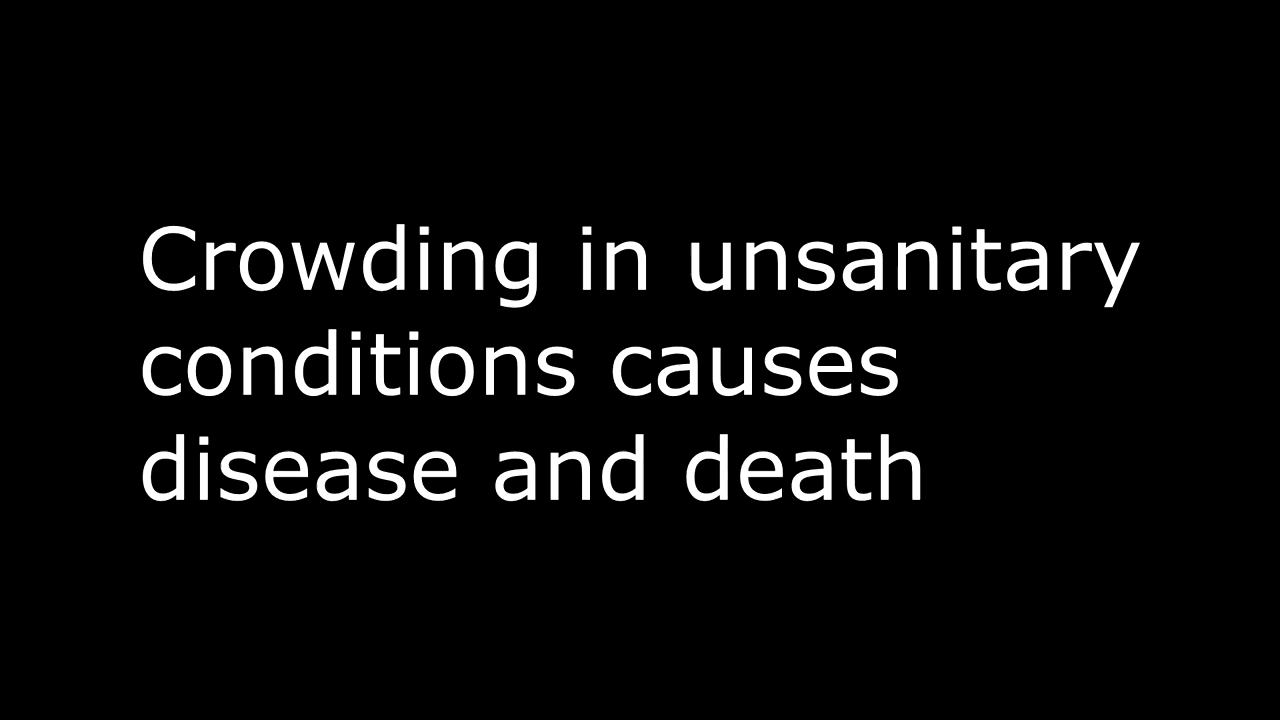 Crowding in unsanitary
conditions causes
disease and death